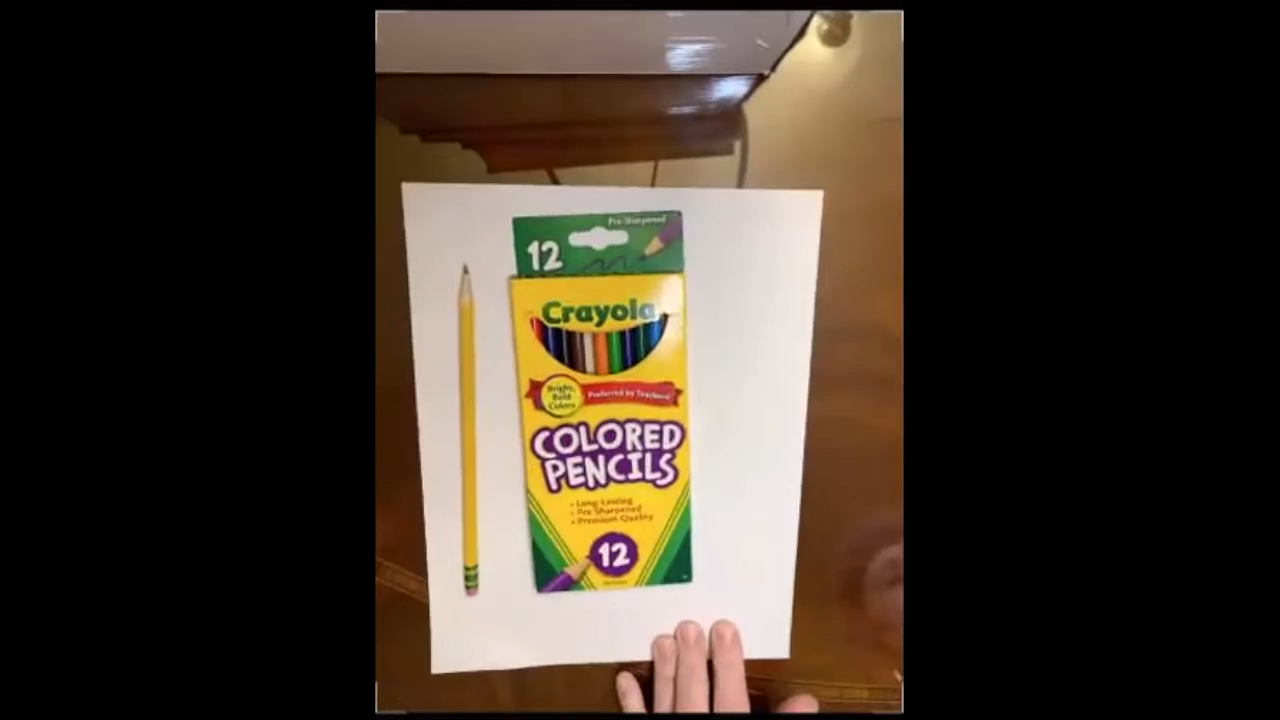 Pre-Sharpened
12
Crayola
Bright,
Bold
Colors
Preferred by Teachers!
COLORED
PENCILS
• Long-Lasting
• Pre-Sharpened
• Premium Quality
12